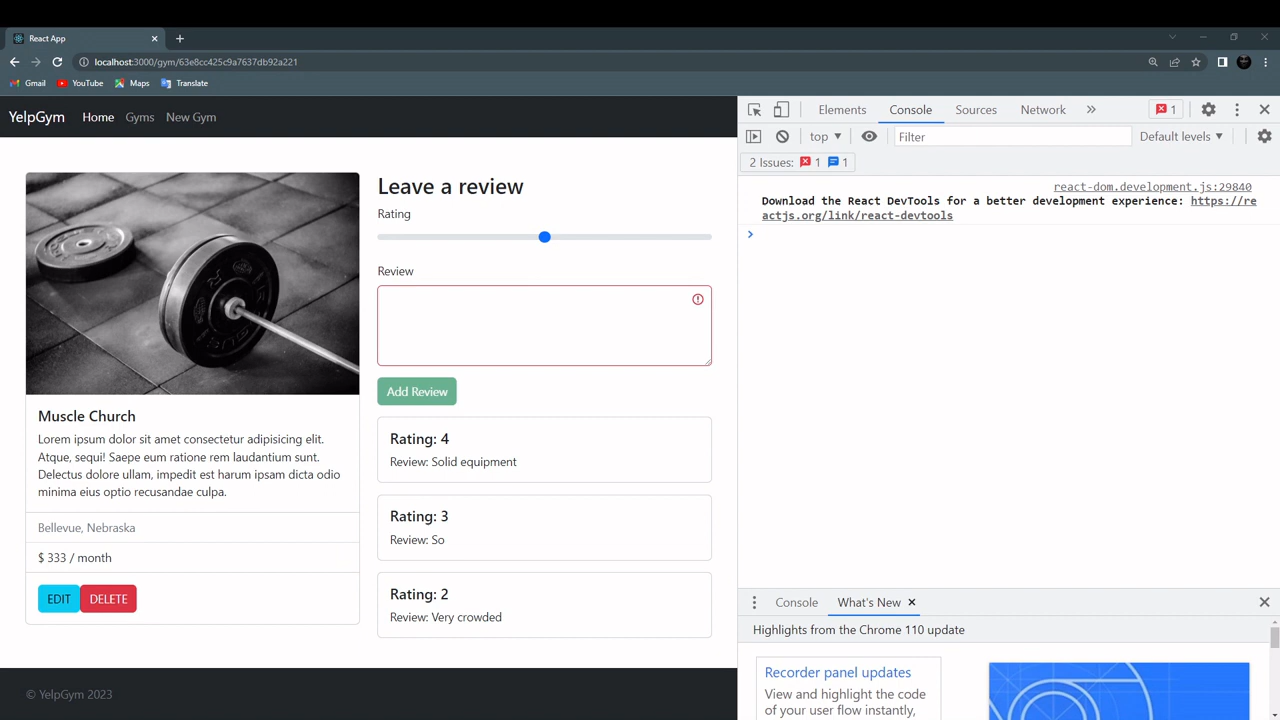 React App
localhost:3000/gym/63e8cc425c9a7637db92a221
Gmail YouTube Maps Translate
YelpGym Home Gyms New Gym
Muscle Church
Lorem ipsum dolor sit amet consectetur adipisicing elit.
Atque, sequi! Saepe eum ratione rem laudantium sunt.
Delectus dolore ullam, impedit est harum ipsam dicta odio
minima eius optio recusandae culpa.
Bellevue, Nebraska
$ 333 / month
EDIT DELETE
Leave a review
Rating
Review
Add Review
Rating: 4
Review: Solid equipment
Rating: 3
Review: So
Rating: 2
Review: Very crowded
© YelpGym 2023
Elements Console Sources Network » 1
top ▼ Filter Default levels ▼
2 Issues: 1 1
react-dom.development.js:29840
Download the React DevTools for a better development experience: https://re
actjs.org/link/react-devtools
Console What's New
Highlights from the Chrome 110 update
Recorder panel updates
View and highlight the code
of your user flow instantly,